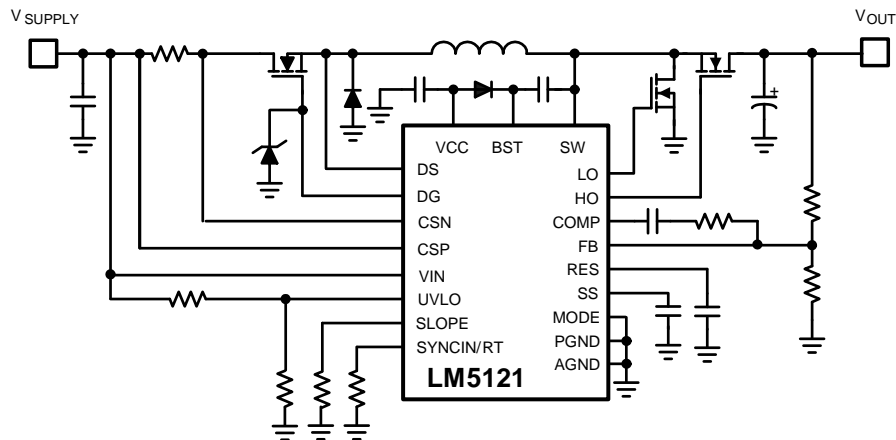 V SUPPLY
VOUT
VCC BST SW
DS
DG
CSN
CSP
VIN
UVLO
SLOPE
SYNCIN/RT
LO
HO
COMP
FB
RES
SS
MODE
PGND
AGND
LM5121
+